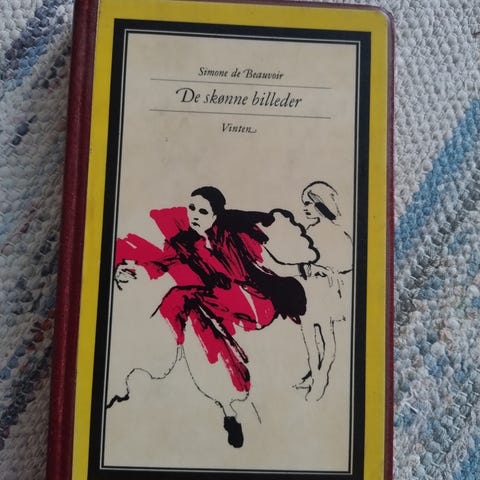 Simone de Beauvoir
De skønne billeder
Vinten